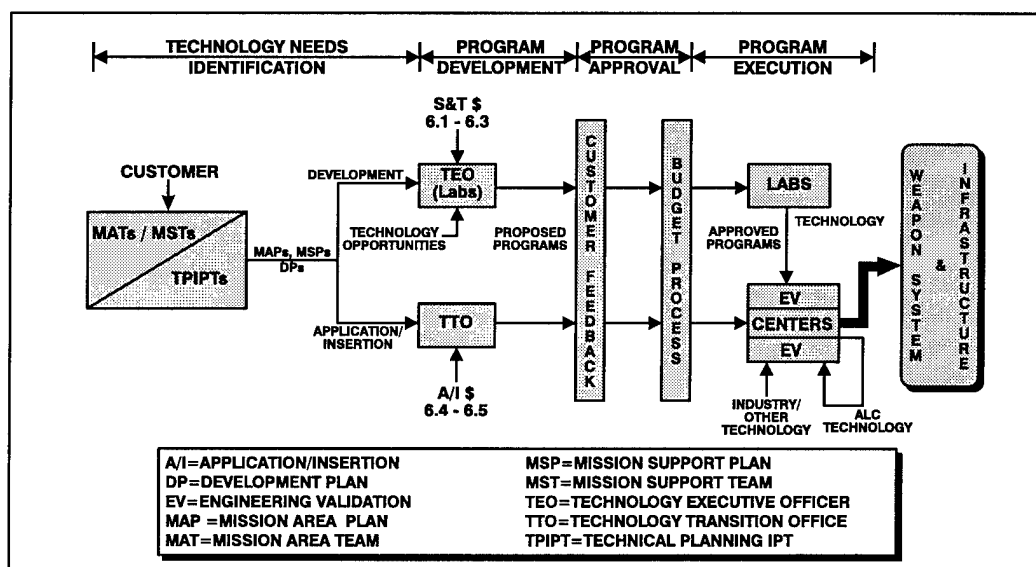 TECHNOLOGY NEEDS
IDENTIFICATION
PROGRAM
DEVELOPMENT
PROGRAM
APPROVAL
PROGRAM
EXECUTION
S&T $
6.1 - 6.3
CUSTOMER
MATs / MSTs
TPIPTs
MAPs, MSPs
DPs
DEVELOPMENT
TEO
(Labs)
TECHNOLOGY
OPPORTUNITIES
APPLICATION/
INSERTION
TTO
A/I $
6.4 - 6.5
PROPOSED
PROGRAMS
CUSTOMER FEEDBACK
BUDGET PROCESS
LABS
APPROVED
PROGRAMS
TECHNOLOGY
EV
CENTERS
EV
INDUSTRY/
OTHER
TECHNOLOGY
ALC
TECHNOLOGY
WEAPON SYSTEM
&
INFRASTRUCTURE
A/I=APPLICATION/INSERTION
DP=DEVELOPMENT PLAN
EV=ENGINEERING VALIDATION
MAP =MISSION AREA PLAN
MAT=MISSION AREA TEAM
MSP=MISSION SUPPORT PLAN
MST=MISSION SUPPORT TEAM
TEO=TECHNOLOGY EXECUTIVE OFFICER
TTO=TECHNOLOGY TRANSITION OFFICE
TPIPT=TECHNICAL PLANNING IPT